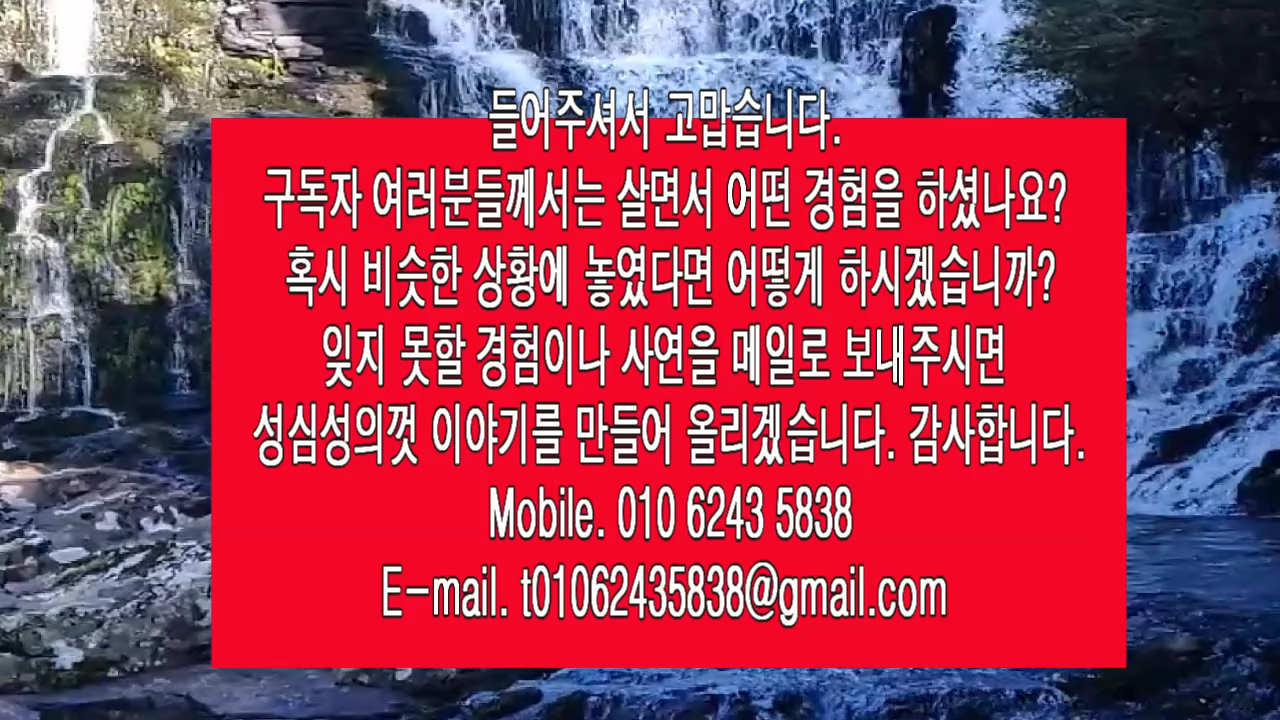 들어주셔서 고맙습니다.
구독자 여러분들께서는 살면서 어떤 경험을 하셨나요?
혹시 비슷한 상황에 놓였다면 어떻게 하시겠습니까?
잊지 못할 경험이나 사연을 메일로 보내주시면
성심성의껏 이야기를 만들어 올리겠습니다. 감사합니다.
Mobile. 010 6243 5838
E-mail. t01062435838@gmail.com